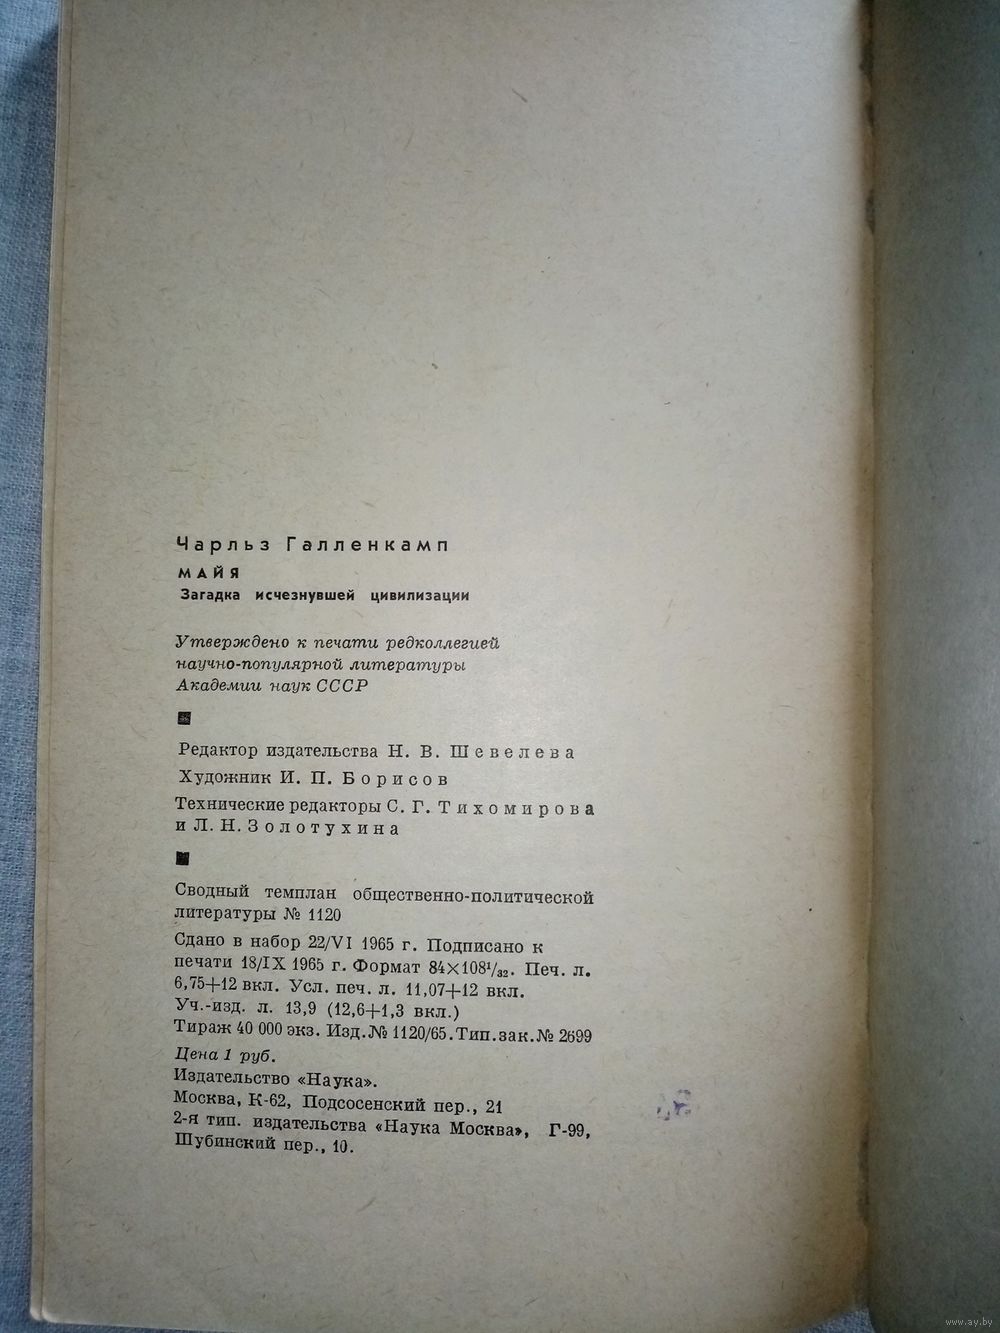 Чарльз Галленкамп
МАЙЯ
Загадка исчезнувшей цивилизации
Утверждено к печати редколлегией
научно-популярной литературы
Академии наук СССР
Редактор издательства Н. В. Шевелева
Художник И. П. Борисов
Технические редакторы С. Г. Тихомирова
и Л. Н. Золотухина
Сводный темплан общественно-политической
литературы № 1120
Сдано в набор 22/VI 1965 г. Подписано к
печати 18/IX 1965 г. Формат 84×108¹/₃₂. Печ. л.
6,75+12 вкл. Усл. печ. л. 11,07+12 вкл.
Уч.-изд. л. 13,9 (12,6+1,3 вкл.)
Тираж 40 000 экз. Изд.№ 1120/65. Тип.зак.№ 2699
Цена 1 руб.
Издательство «Наука».
Москва, К-62, Подсосенский пер., 21
2-я тип. издательства «Наука Москва», Г-99,
Шубинский пер., 10.
www.ay.by